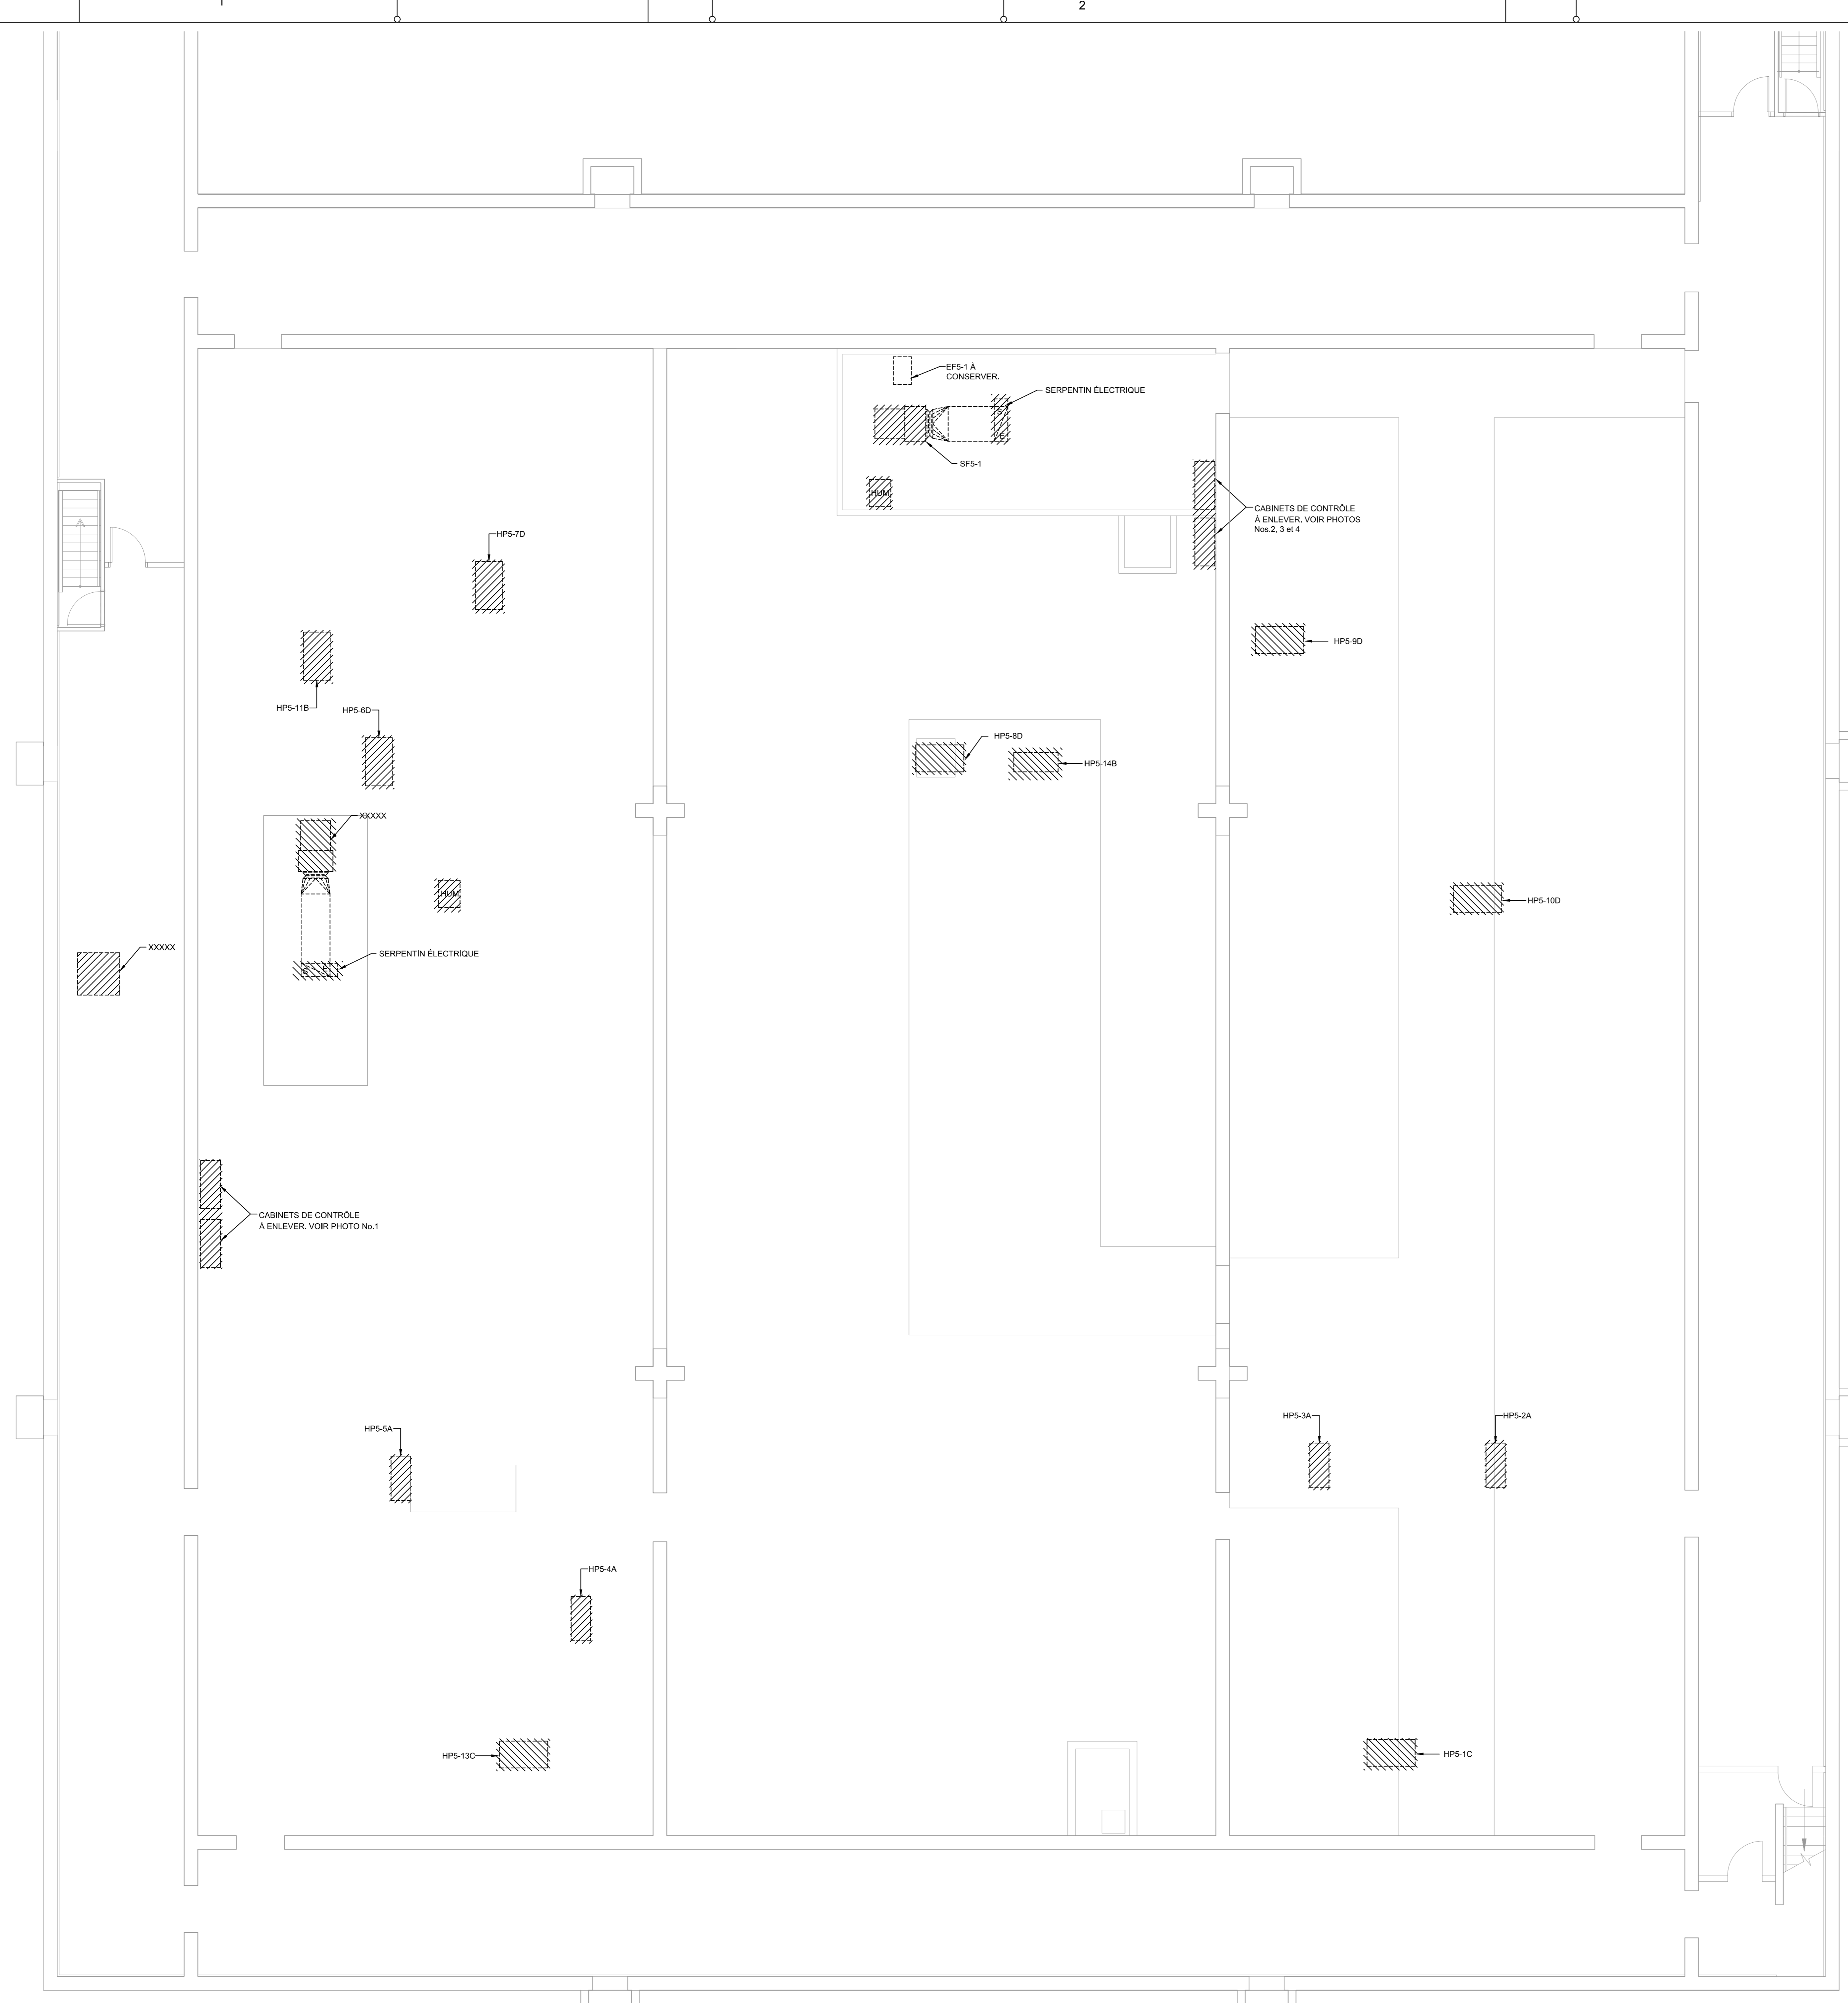 1
2
EF5-1 À
CONSERVER.
SERPENTIN ÉLECTRIQUE
S
E
SF5-1
HUM
CABINETS DE CONTRÔLE
À ENLEVER. VOIR PHOTOS
Nos.2, 3 et 4
HP5-7D
HP5-9D
HP5-11B
HP5-6D
HP5-8D
HP5-14B
XXXXX
HUM
HP5-10D
XXXXX
SERPENTIN ÉLECTRIQUE
S E
CABINETS DE CONTRÔLE
À ENLEVER. VOIR PHOTO No.1
HP5-5A
HP5-3A
HP5-2A
HP5-4A
HP5-13C
HP5-1C